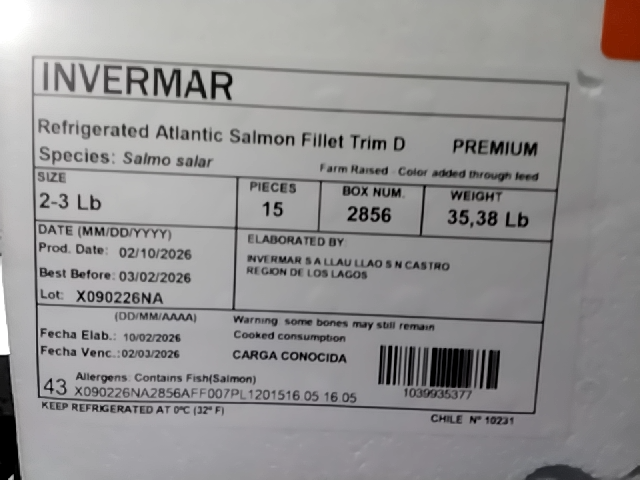 INVERMAR
Refrigerated Atlantic Salmon Fillet Trim D PREMIUM
Species: Salmo salar
Farm Raised - Color added through feed
SIZE
2-3 Lb
PIECES
15
BOX NUM.
2856
WEIGHT
35,38 Lb
DATE (MM/DD/YYYY)
Prod. Date: 02/10/2026
Best Before: 03/02/2026
Lot: X090226NA
ELABORATED BY:
INVERMAR S A LLAU LLAO S N CASTRO
REGION DE LOS LAGOS
(DD/MM/AAAA)
Fecha Elab.: 10/02/2026
Fecha Venc.: 02/03/2026
Warning some bones may still remain
Cooked consumption
CARGA CONOCIDA
1039935377
43
Allergens: Contains Fish(Salmon)
X090226NA2856AFF007PL1201516 05 16 05
KEEP REFRIGERATED AT 0ºC (32º F)
CHILE Nº 10231